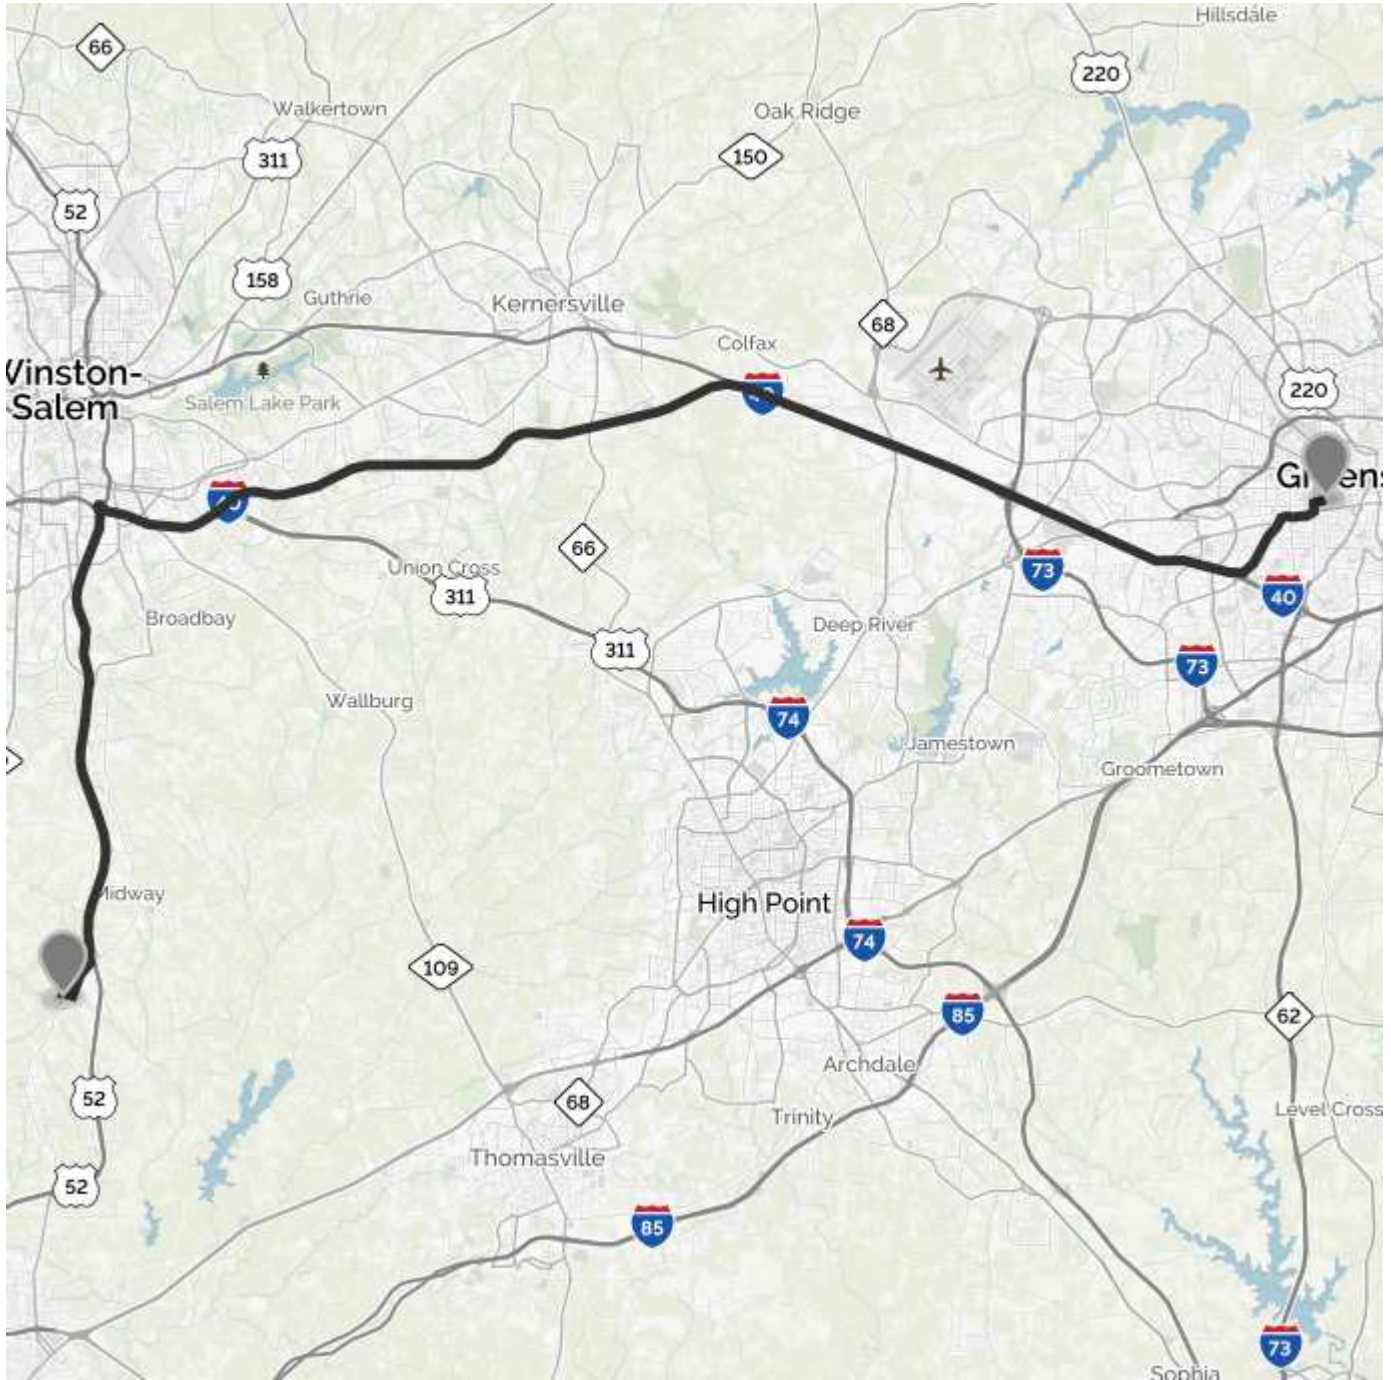 Hillsdale
66
220
Walkertown
Oak Ridge
311
150
52
158
Guthrie
Kernersville
68
Colfax
Winston-
Salem
Salem Lake Park
220
Greens
66
Union Cross
73
40
311
Broadbay
Deep River
311
73
Wallburg
74
Jamestown
Groometown
Midway
High Point
74
109
85
62
Archdale
52
68
Trinity
Level Cross
Thomasville
52
85
73
Sophia